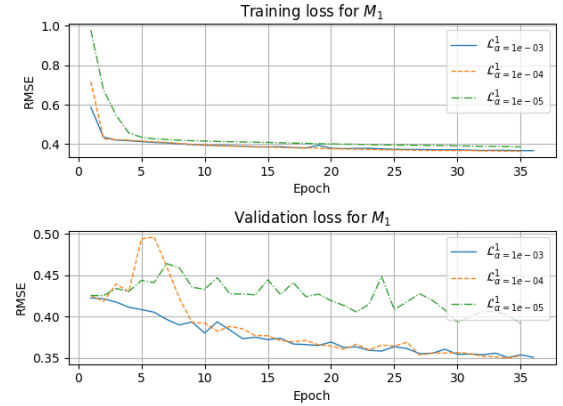 Training loss for M₁
1.0
0.8
0.6
0.4
RMSE
ℒ¹α=1e−03
ℒ¹α=1e−04
ℒ¹α=1e−05
0 5 10 15 20 25 30 35
Epoch
Validation loss for M₁
0.50
0.45
0.40
0.35
RMSE
ℒ¹α=1e−03
ℒ¹α=1e−04
ℒ¹α=1e−05
0 5 10 15 20 25 30 35
Epoch